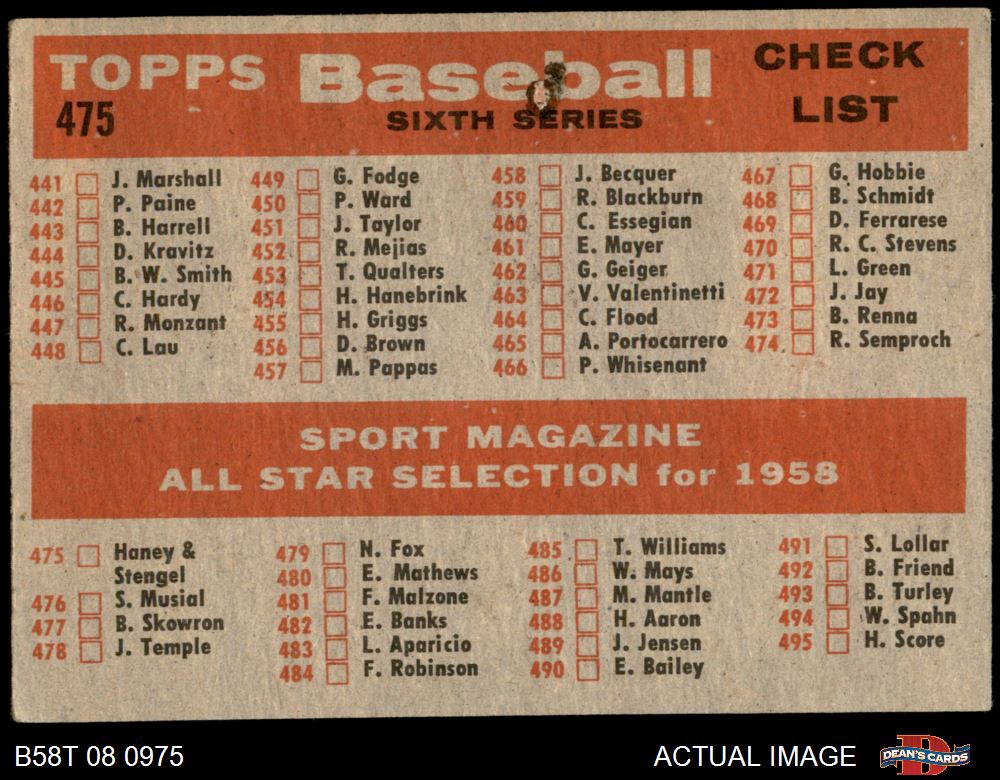 TOPPS Baseball CHECK
475 SIXTH SERIES LIST
441 J. Marshall
442 P. Paine
443 B. Harrell
444 D. Kravitz
445 B. W. Smith
446 C. Hardy
447 R. Monzant
448 C. Lau
449 G. Fodge
450 P. Ward
451 J. Taylor
452 R. Mejias
453 T. Qualters
454 H. Hanebrink
455 H. Griggs
456 D. Brown
457 M. Pappas
458 J. Becquer
459 R. Blackburn
460 C. Essegian
461 E. Mayer
462 G. Geiger
463 V. Valentinetti
464 C. Flood
465 A. Portocarrero
466 P. Whisenant
467 G. Hobbie
468 B. Schmidt
469 D. Ferrarese
470 R. C. Stevens
471 L. Green
472 J. Jay
473 B. Renna
474 R. Semproch
SPORT MAGAZINE
ALL STAR SELECTION for 1958
475 Haney &
Stengel
476 S. Musial
477 B. Skowron
478 J. Temple
479 N. Fox
480 E. Mathews
481 F. Malzone
482 E. Banks
483 L. Aparicio
484 F. Robinson
485 T. Williams
486 W. Mays
487 M. Mantle
488 H. Aaron
489 J. Jensen
490 E. Bailey
491 S. Lollar
492 B. Friend
493 B. Turley
494 W. Spahn
495 H. Score
B58T 08 0975 ACTUAL IMAGE DEAN'S CARDS